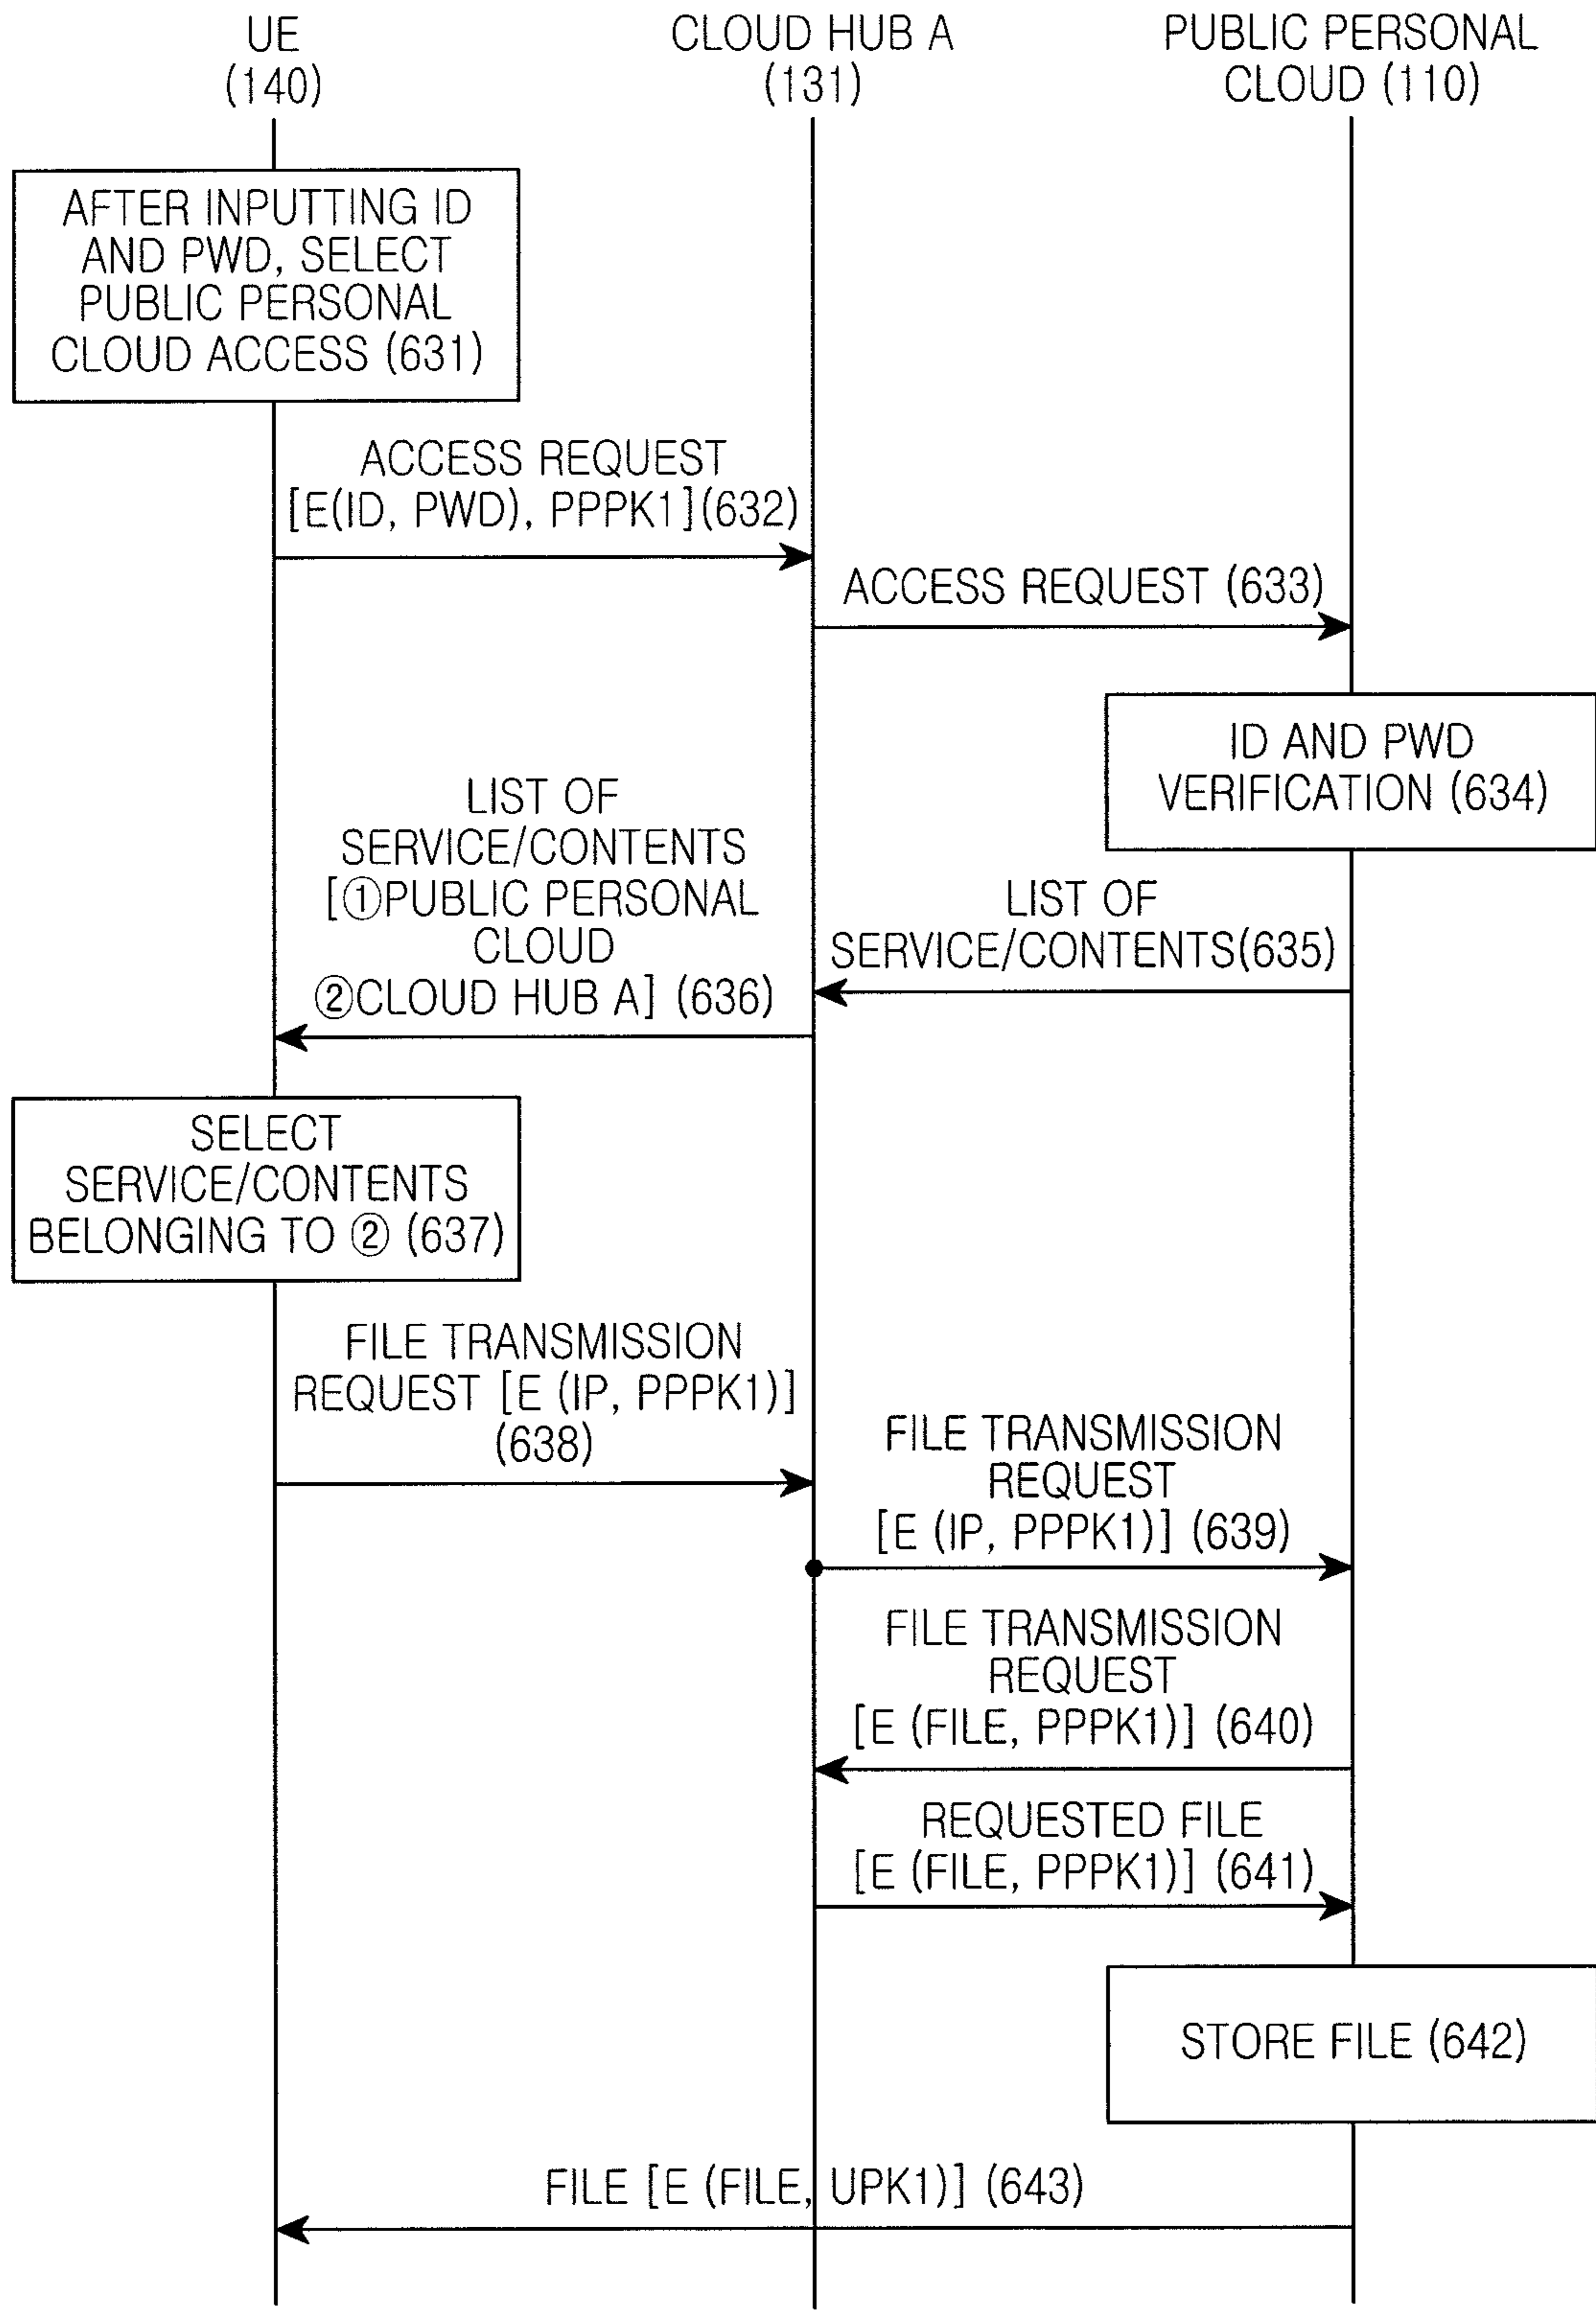 UE
(140)
CLOUD HUB A
(131)
PUBLIC PERSONAL
CLOUD (110)
AFTER INPUTTING ID
AND PWD, SELECT
PUBLIC PERSONAL
CLOUD ACCESS (631)
ACCESS REQUEST
[E(ID, PWD), PPPK1](632)
ACCESS REQUEST (633)
ID AND PWD
VERIFICATION (634)
LIST OF
SERVICE/CONTENTS(635)
LIST OF
SERVICE/CONTENTS
[①PUBLIC PERSONAL
CLOUD
②CLOUD HUB A] (636)
SELECT
SERVICE/CONTENTS
BELONGING TO ② (637)
FILE TRANSMISSION
REQUEST [E (IP, PPPK1)]
(638)
FILE TRANSMISSION
REQUEST
[E (IP, PPPK1)] (639)
FILE TRANSMISSION
REQUEST
[E (FILE, PPPK1)] (640)
REQUESTED FILE
[E (FILE, PPPK1)] (641)
STORE FILE (642)
FILE [E (FILE, UPK1)] (643)